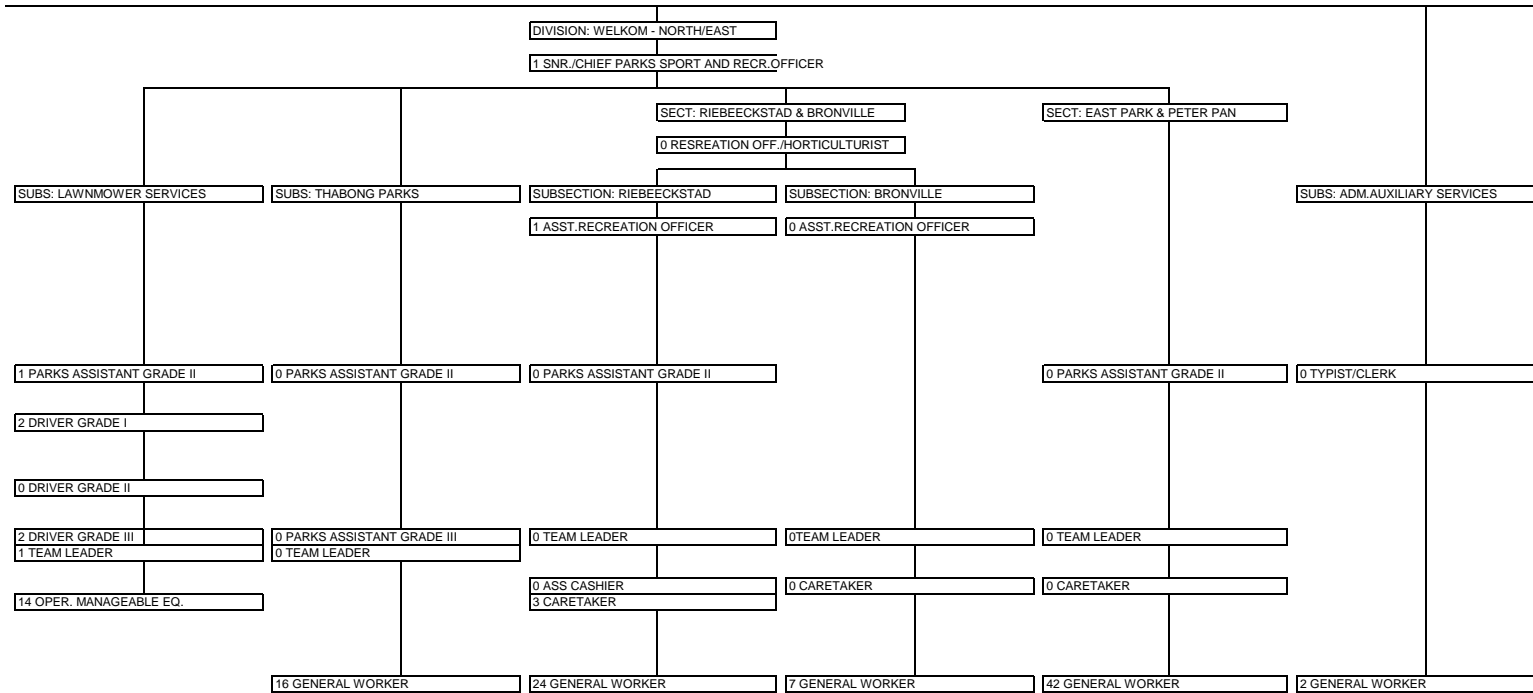 DIVISION: WELKOM - NORTH/EAST
1 SNR./CHIEF PARKS SPORT AND RECR.OFFICER
SECT: RIEBEECKSTAD & BRONVILLE
SECT: EAST PARK & PETER PAN
0 RESREATION OFF./HORTICULTURIST
SUBS: LAWNMOWER SERVICES
SUBS: THABONG PARKS
SUBSECTION: RIEBEECKSTAD
SUBSECTION: BRONVILLE
SUBS: ADM.AUXILIARY SERVICES
1 ASST.RECREATION OFFICER
0 ASST.RECREATION OFFICER
1 PARKS ASSISTANT GRADE II
0 PARKS ASSISTANT GRADE II
0 PARKS ASSISTANT GRADE II
0 PARKS ASSISTANT GRADE II
0 TYPIST/CLERK
2 DRIVER GRADE I
0 DRIVER GRADE II
2 DRIVER GRADE III
0 PARKS ASSISTANT GRADE III
0 TEAM LEADER
0TEAM LEADER
0 TEAM LEADER
1 TEAM LEADER
0 TEAM LEADER
0 ASS CASHIER
0 CARETAKER
0 CARETAKER
14 OPER. MANAGEABLE EQ.
3 CARETAKER
16 GENERAL WORKER
24 GENERAL WORKER
7 GENERAL WORKER
42 GENERAL WORKER
2 GENERAL WORKER